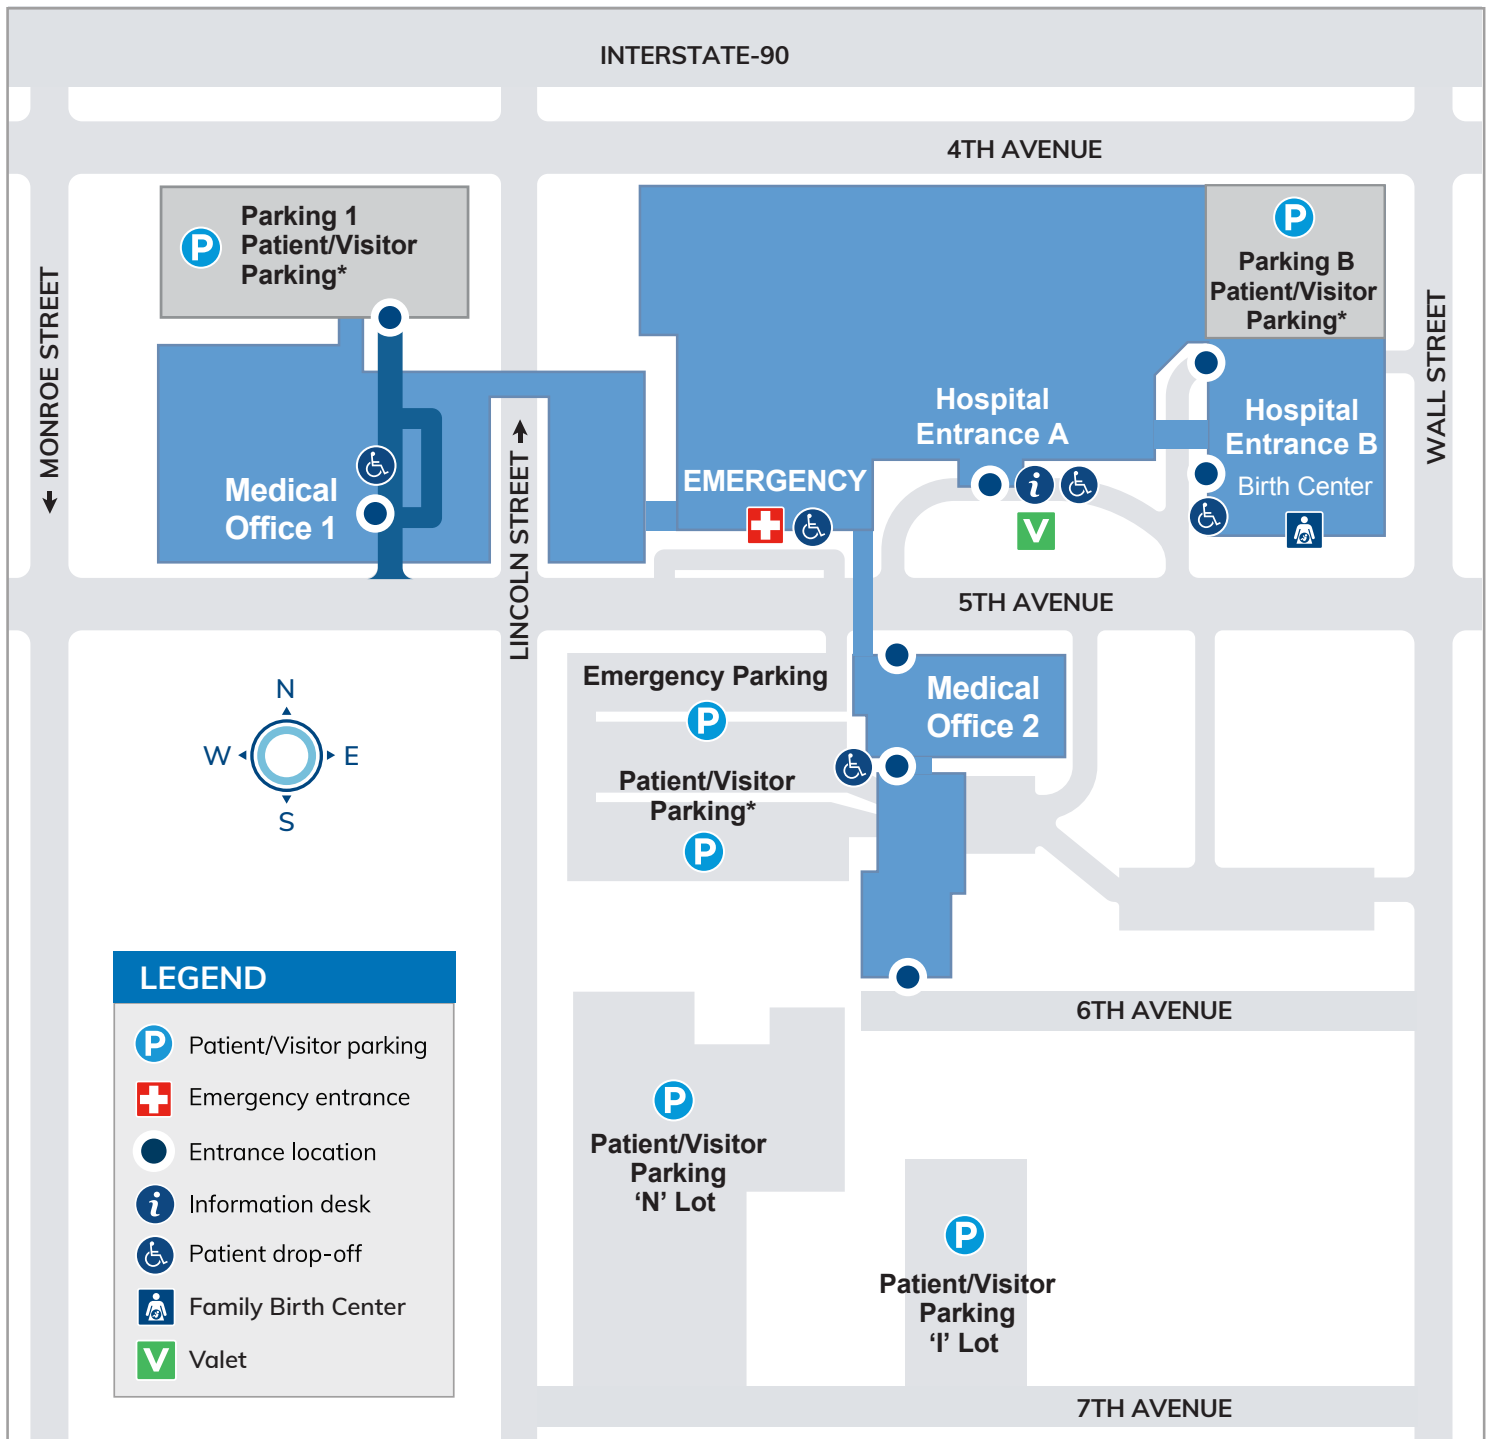 INTERSTATE-90
4TH AVENUE
Parking 1
Patient/Visitor
Parking*
P
P
Parking B
Patient/Visitor
Parking*
MONROE STREET
WALL STREET
LINCOLN STREET
Hospital
Entrance A
Hospital
Entrance B
Birth Center
Medical
Office 1
EMERGENCY
i
V
5TH AVENUE
Emergency Parking
P
Medical
Office 2
Patient/Visitor
Parking*
P
N
W
E
S
LEGEND
P Patient/Visitor parking
Emergency entrance
Entrance location
i Information desk
Patient drop-off
Family Birth Center
V Valet
6TH AVENUE
P
Patient/Visitor
Parking
‘N’ Lot
P
Patient/Visitor
Parking
‘I’ Lot
7TH AVENUE